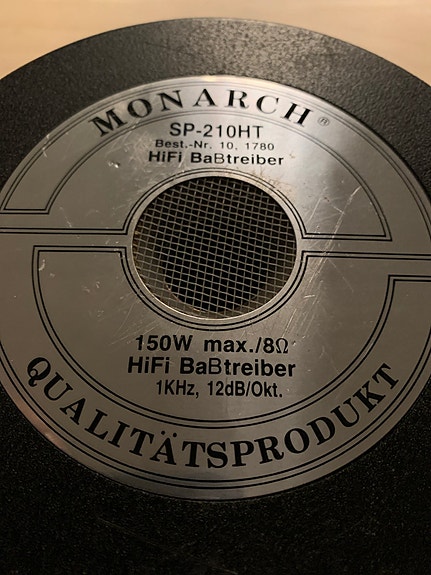 MONARCH®
SP-210HT
Best.-Nr. 10. 1780
HiFi Baßtreiber
150W max./8Ω
HiFi Baßtreiber
1KHz, 12dB/Okt.
QUALITÄTSPRODUKT